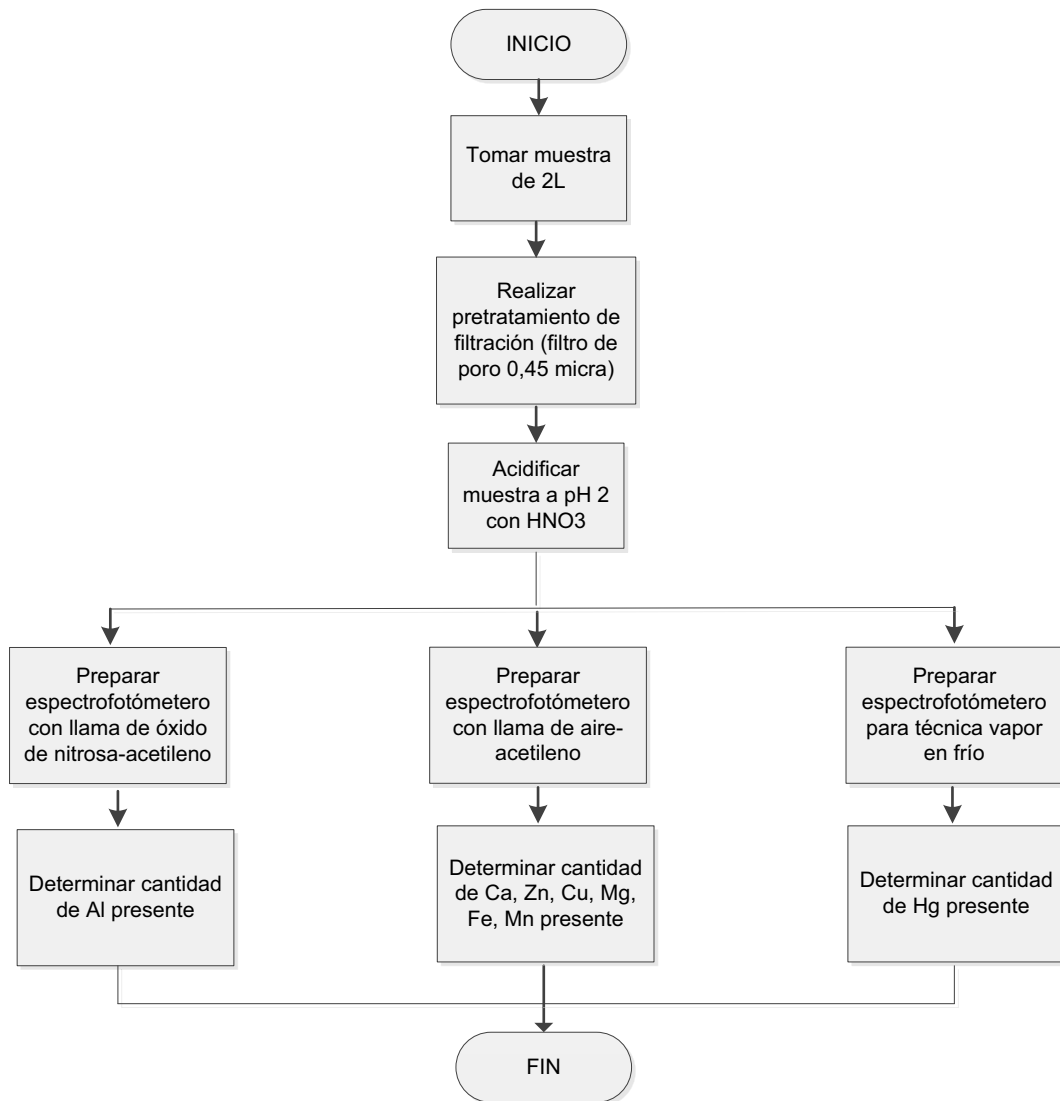 INICIO
Tomar muestra
de 2L
Realizar
pretratamiento de
filtración (filtro de
poro 0,45 micra)
Acidificar
muestra a pH 2
con HNO3
Preparar
espectrofotómetro
con llama de óxido
de nitrosa-acetileno
Preparar
espectrofotómetro
con llama de aire-
acetileno
Preparar
espectrofotómetro
para técnica vapor
en frío
Determinar cantidad
de Al presente
Determinar cantidad
de Ca, Zn, Cu, Mg,
Fe, Mn presente
Determinar cantidad
de Hg presente
FIN